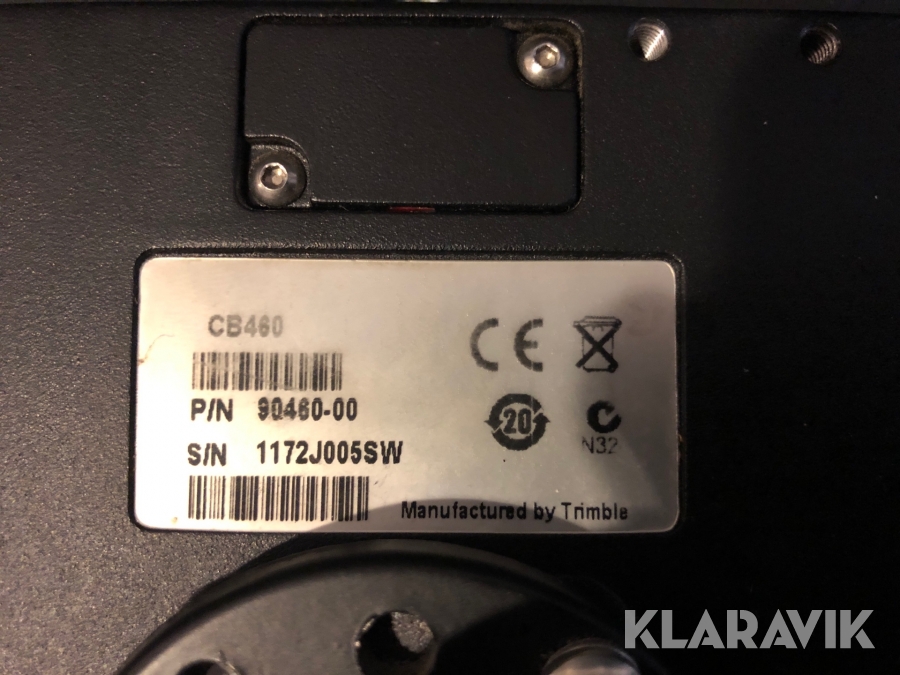 CB460
P/N 90460-00
S/N 1172J005SW
CE
20
N32
Manufactured by Trimble
KLARAVIK